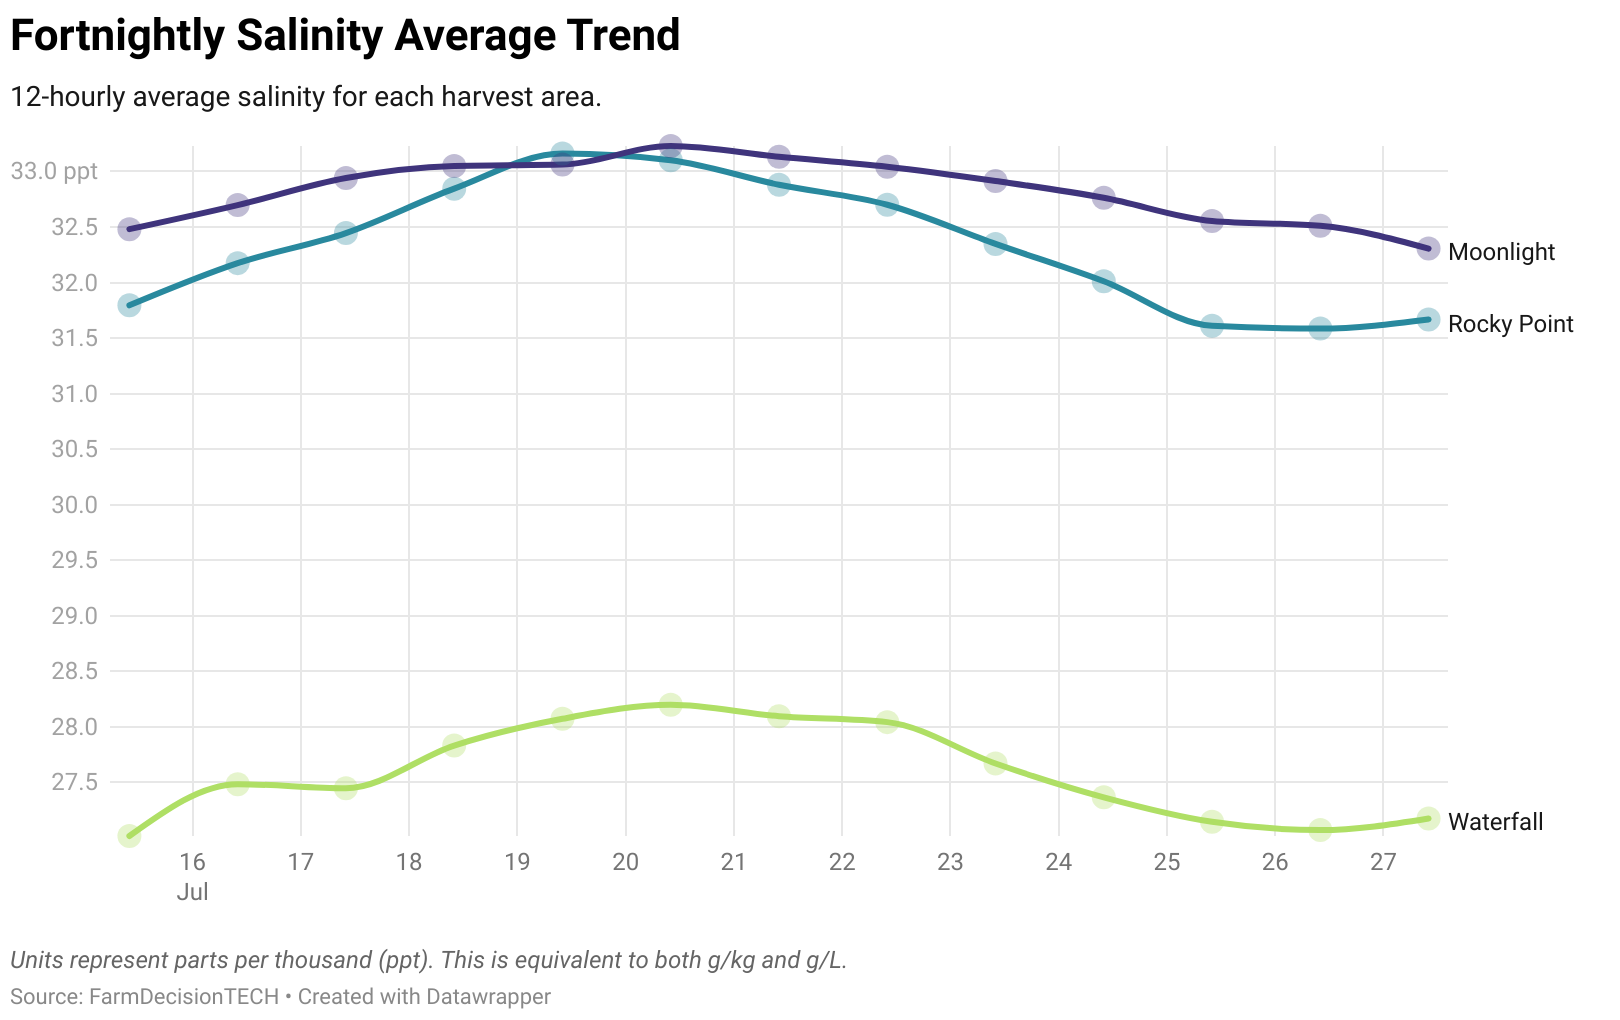 Fortnightly Salinity Average Trend
12-hourly average salinity for each harvest area.
33.0 ppt
32.5
32.0
31.5
31.0
30.5
30.0
29.5
29.0
28.5
28.0
27.5
Moonlight
Rocky Point
Waterfall
16 17 18 19 20 21 22 23 24 25 26 27
Jul
Units represent parts per thousand (ppt). This is equivalent to both g/kg and g/L.
Source: FarmDecisionTECH • Created with Datawrapper